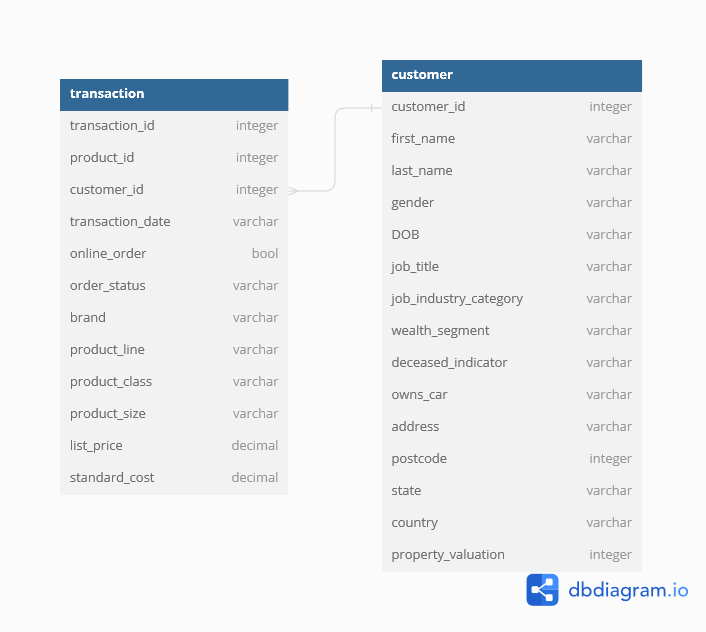 transaction
transaction_id integer
product_id integer
customer_id integer
transaction_date varchar
online_order bool
order_status varchar
brand varchar
product_line varchar
product_class varchar
product_size varchar
list_price decimal
standard_cost decimal
customer
customer_id integer
first_name varchar
last_name varchar
gender varchar
DOB varchar
job_title varchar
job_industry_category varchar
wealth_segment varchar
deceased_indicator varchar
owns_car varchar
address varchar
postcode integer
state varchar
country varchar
property_valuation integer
dbdiagram.io